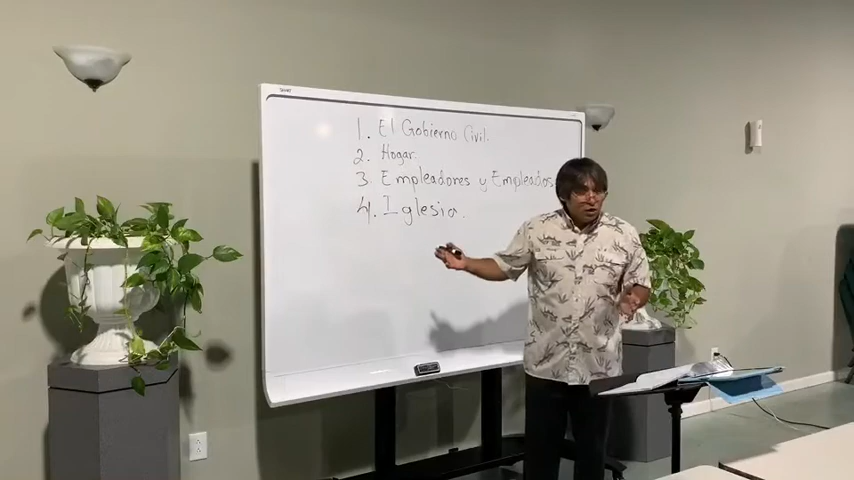 1. El Gobierno Civil.
2. Hogar.
3 Empleadores y Empleados
4. Iglesia.